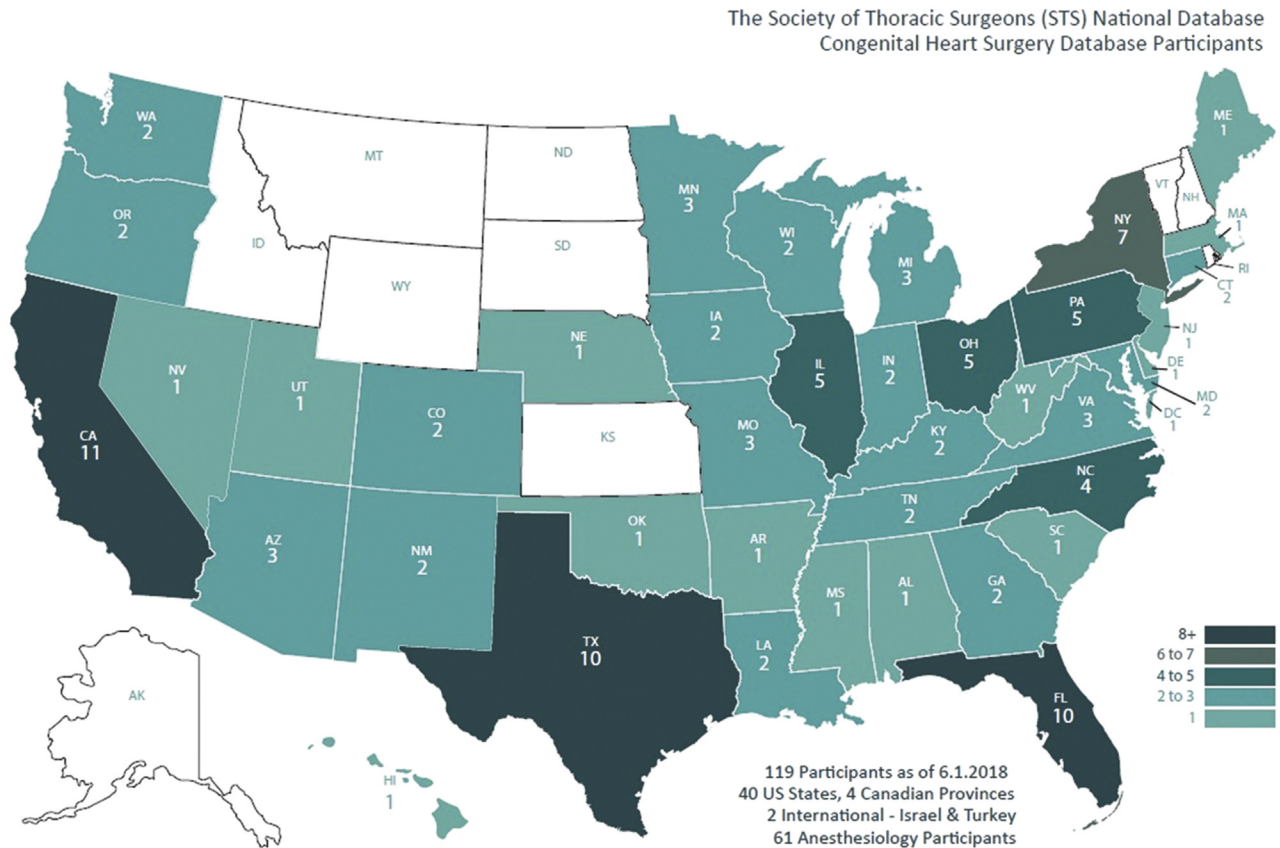 The Society of Thoracic Surgeons (STS) National Database
Congenital Heart Surgery Database Participants
WA
2
OR
2
ID
MT
ND
SD
WY
MN
3
WI
2
MI
3
ME
1
VT
NH
NY
7
MA
1
RI
CT
2
PA
5
NJ
1
DE
1
MD
2
DC
1
NV
1
UT
1
CA
11
CO
2
NE
1
KS
IA
2
IL
5
IN
2
OH
5
WV
1
VA
3
MO
3
KY
2
NC
4
TN
2
SC
1
AZ
3
NM
2
OK
1
AR
1
MS
1
AL
1
GA
2
TX
10
LA
2
FL
10
AK
HI
1
8+
6 to 7
4 to 5
2 to 3
1
119 Participants as of 6.1.2018
40 US States, 4 Canadian Provinces
2 International - Israel & Turkey
61 Anesthesiology Participants